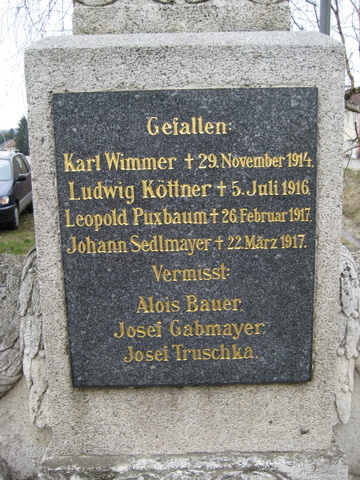 Gefallen:
Karl Wimmer † 29. November 1914.
Ludwig Köttner † 5. Juli 1916.
Leopold Puxbaum † 26. Februar 1917.
Johann Sedlmayer † 22. März 1917.
Vermisst:
Alois Bauer
Josef Gabmayer
Josef Truschka.